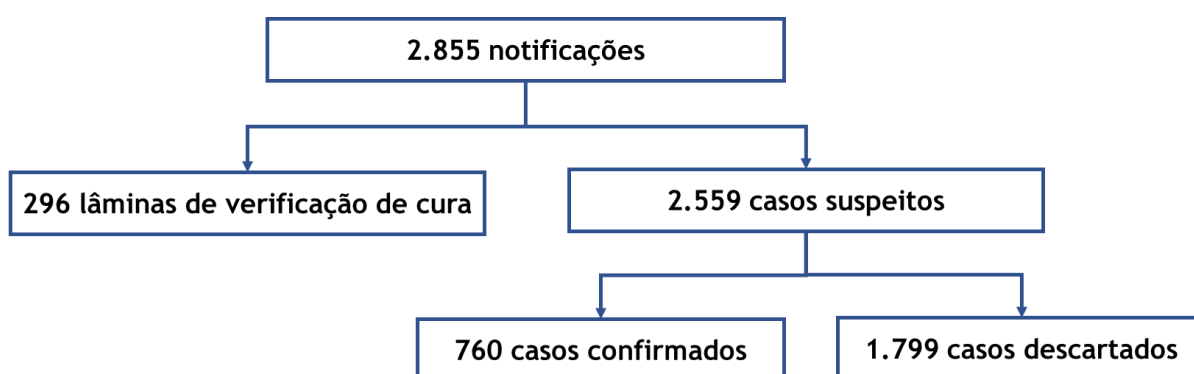 2.855 notificações
296 lâminas de verificação de cura
2.559 casos suspeitos
760 casos confirmados
1.799 casos descartados